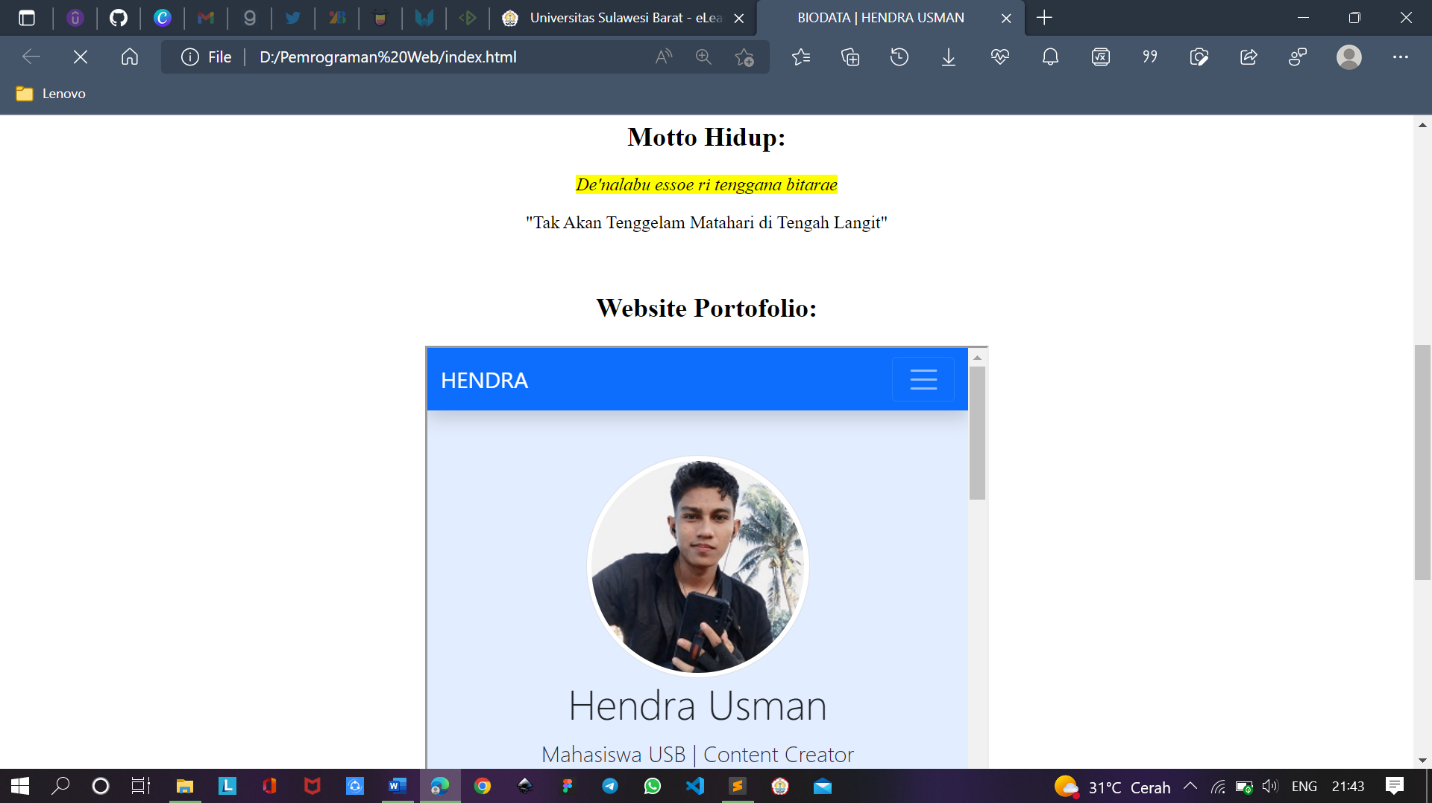 Universitas Sulawesi Barat - eLea
BIODATA | HENDRA USMAN
File
D:/Pemrograman%20Web/index.html
Lenovo
Motto Hidup:
De'nalabu essoe ri tenggana bitarae
"Tak Akan Tenggelam Matahari di Tengah Langit"
Website Portofolio:
HENDRA
Hendra Usman
Mahasiswa USB | Content Creator
31°C Cerah
ENG
21:43